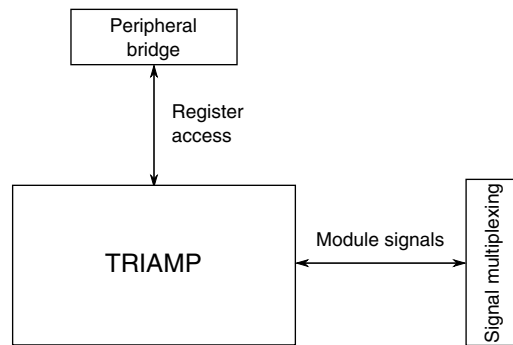 Peripheral
bridge
Register
access
TRIAMP
Module signals
Signal multiplexing